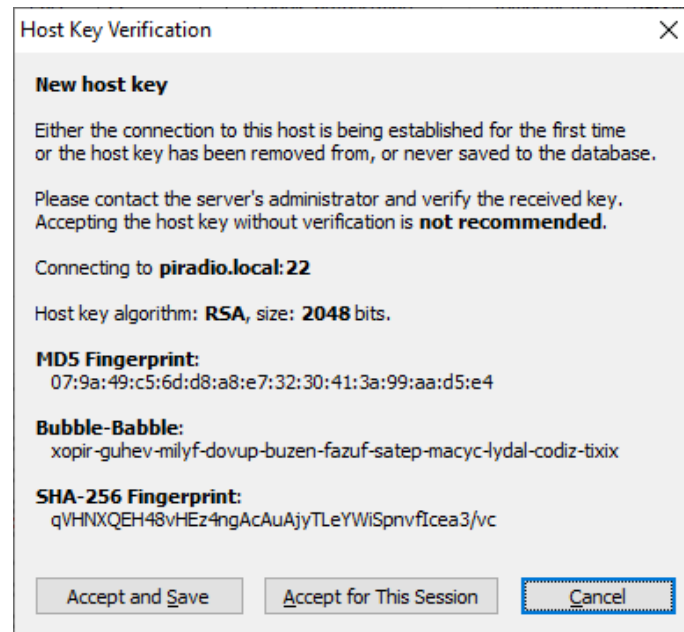 Host Key Verification
New host key
Either the connection to this host is being established for the first time
or the host key has been removed from, or never saved to the database.
Please contact the server's administrator and verify the received key.
Accepting the host key without verification is not recommended.
Connecting to piradio.local:22
Host key algorithm: RSA, size: 2048 bits.
MD5 Fingerprint:
07:9a:49:c5:6d:d8:a8:e7:32:30:41:3a:99:aa:d5:e4
Bubble-Babble:
xopir-guhev-milyf-dovup-buzen-fazuf-satep-macyc-lydal-codiz-tixix
SHA-256 Fingerprint:
qVHNXQEH48vHEz4ngAcAuAjyTLeYWiSpnvfIcea3/vc
Accept and Save Accept for This Session Cancel